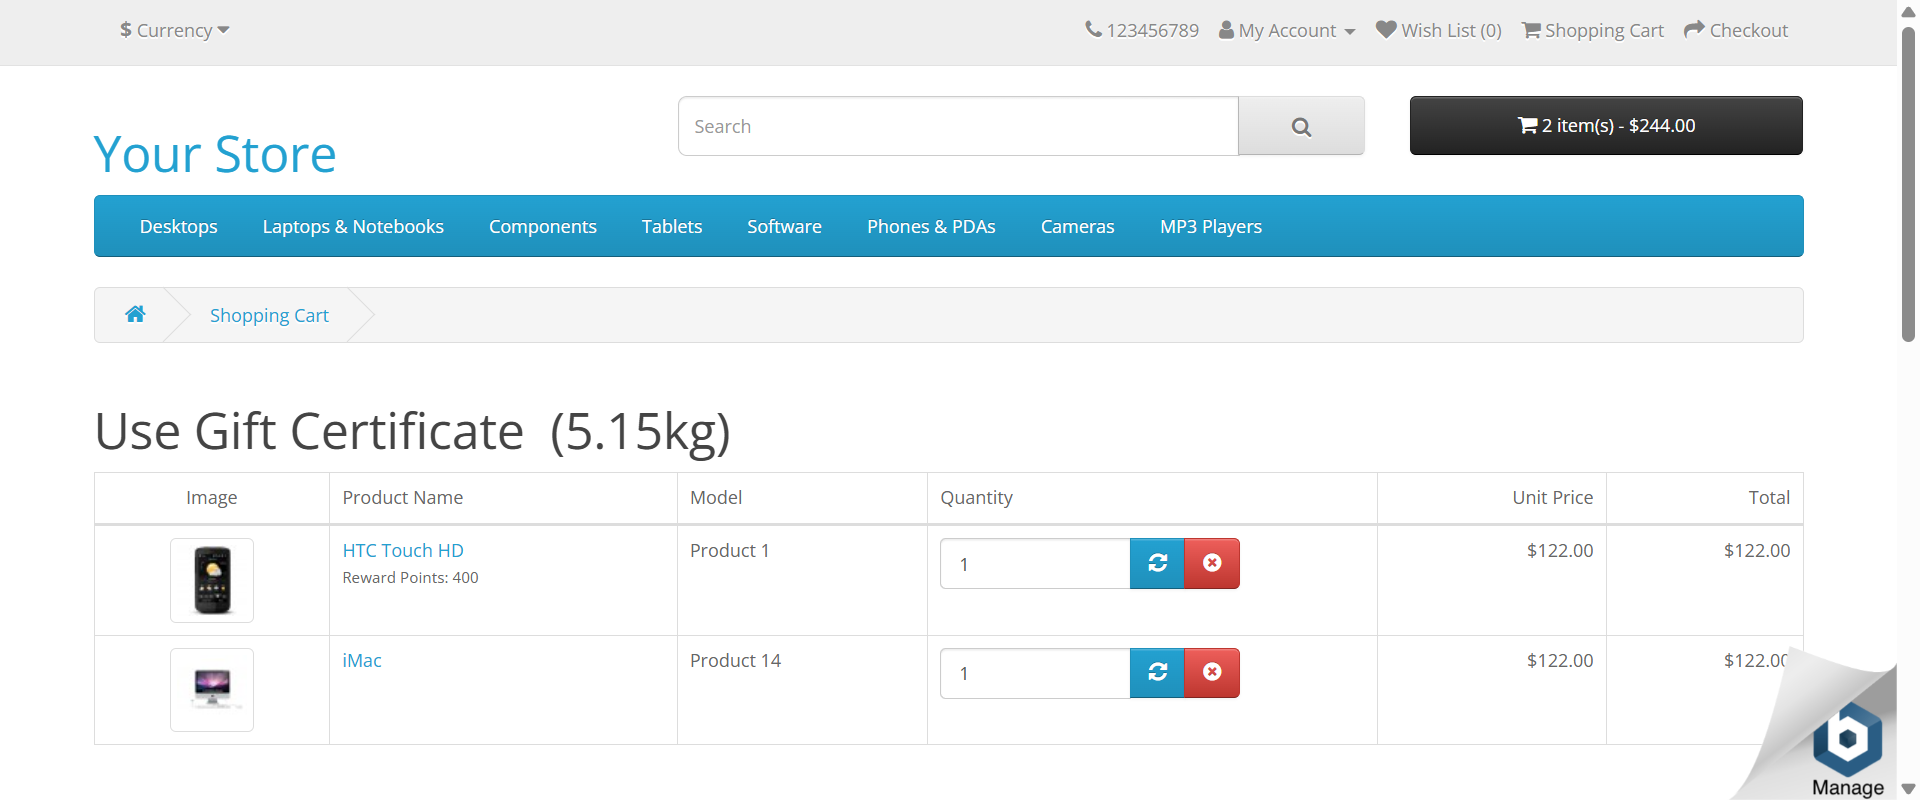 $ Currency
123456789 My Account Wish List (0) Shopping Cart Checkout
Your Store
Search
2 item(s) - $244.00
Desktops Laptops & Notebooks Components Tablets Software Phones & PDAs Cameras MP3 Players
Shopping Cart
Use Gift Certificate (5.15kg)
Image Product Name Model Quantity Unit Price Total
HTC Touch HD Product 1 1 $122.00 $122.00
Reward Points: 400
iMac Product 14 1 $122.00 $122.00
b
Manage